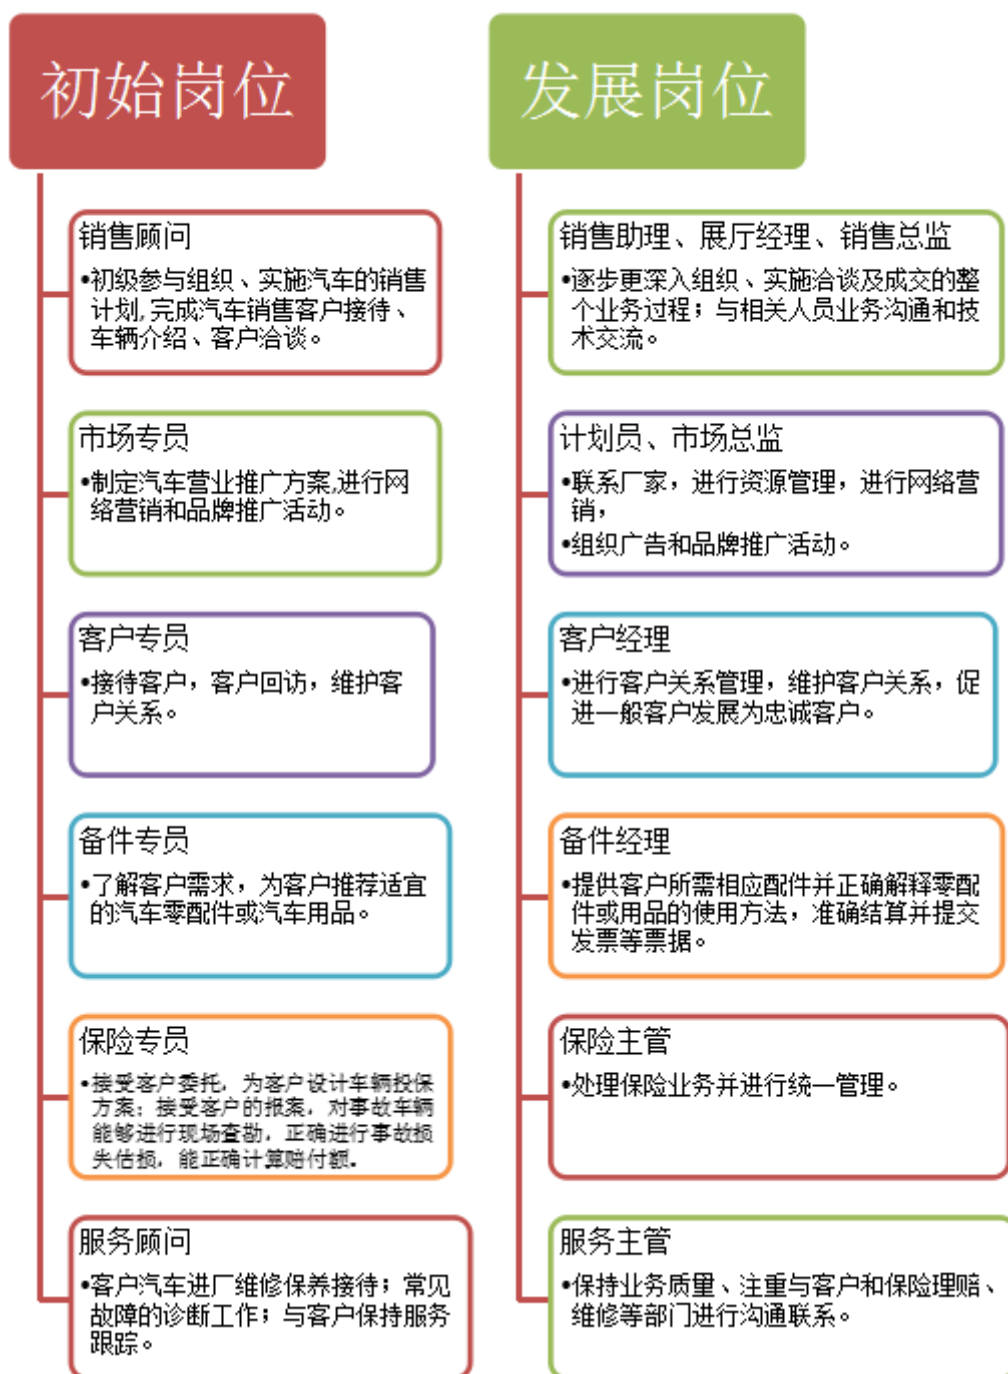 初始岗位
销售顾问
•初级参与组织、实施汽车的销售
计划,完成汽车销售客户接待、
车辆介绍、客户洽谈。
市场专员
•制定汽车营业推广方案,进行网
络营销和品牌推广活动。
客户专员
•接待客户，客户回访，维护客
户关系。
备件专员
•了解客户需求，为客户推荐适宜
的汽车零配件或汽车用品。
保险专员
•接受客户委托，为客户设计车辆投保
方案；接受客户的报案，对事故车辆
能够进行现场查勘，正确进行事故损
失估损，能正确计算赔付额.
服务顾问
•客户汽车进厂维修保养接待；常见
故障的诊断工作；与客户保持服务
跟踪。
发展岗位
销售助理、展厅经理、销售总监
•逐步更深入组织、实施洽谈及成交的整
个业务过程；与相关人员业务沟通和技
术交流。
计划员、市场总监
•联系厂家，进行资源管理，进行网络营
销，
•组织广告和品牌推广活动。
客户经理
•进行客户关系管理，维护客户关系，促
进一般客户发展为忠诚客户。
备件经理
•提供客户所需相应配件并正确解释零配
件或用品的使用方法，准确结算并提交
发票等票据。
保险主管
•处理保险业务并进行统一管理。
服务主管
•保持业务质量、注重与客户和保险理赔、
维修等部门进行沟通联系。